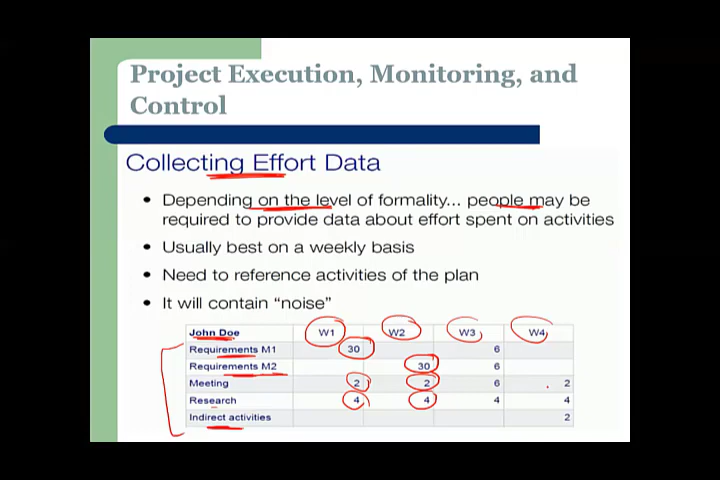 Project Execution, Monitoring, and
Control
Collecting Effort Data
• Depending on the level of formality... people may be
required to provide data about effort spent on activities
• Usually best on a weekly basis
• Need to reference activities of the plan
• It will contain “noise”
John Doe W1 W2 W3 W4
Requirements M1 30 6
Requirements M2 30 6
Meeting 2 2 6 2
Research 4 4 4 4
Indirect activities 2